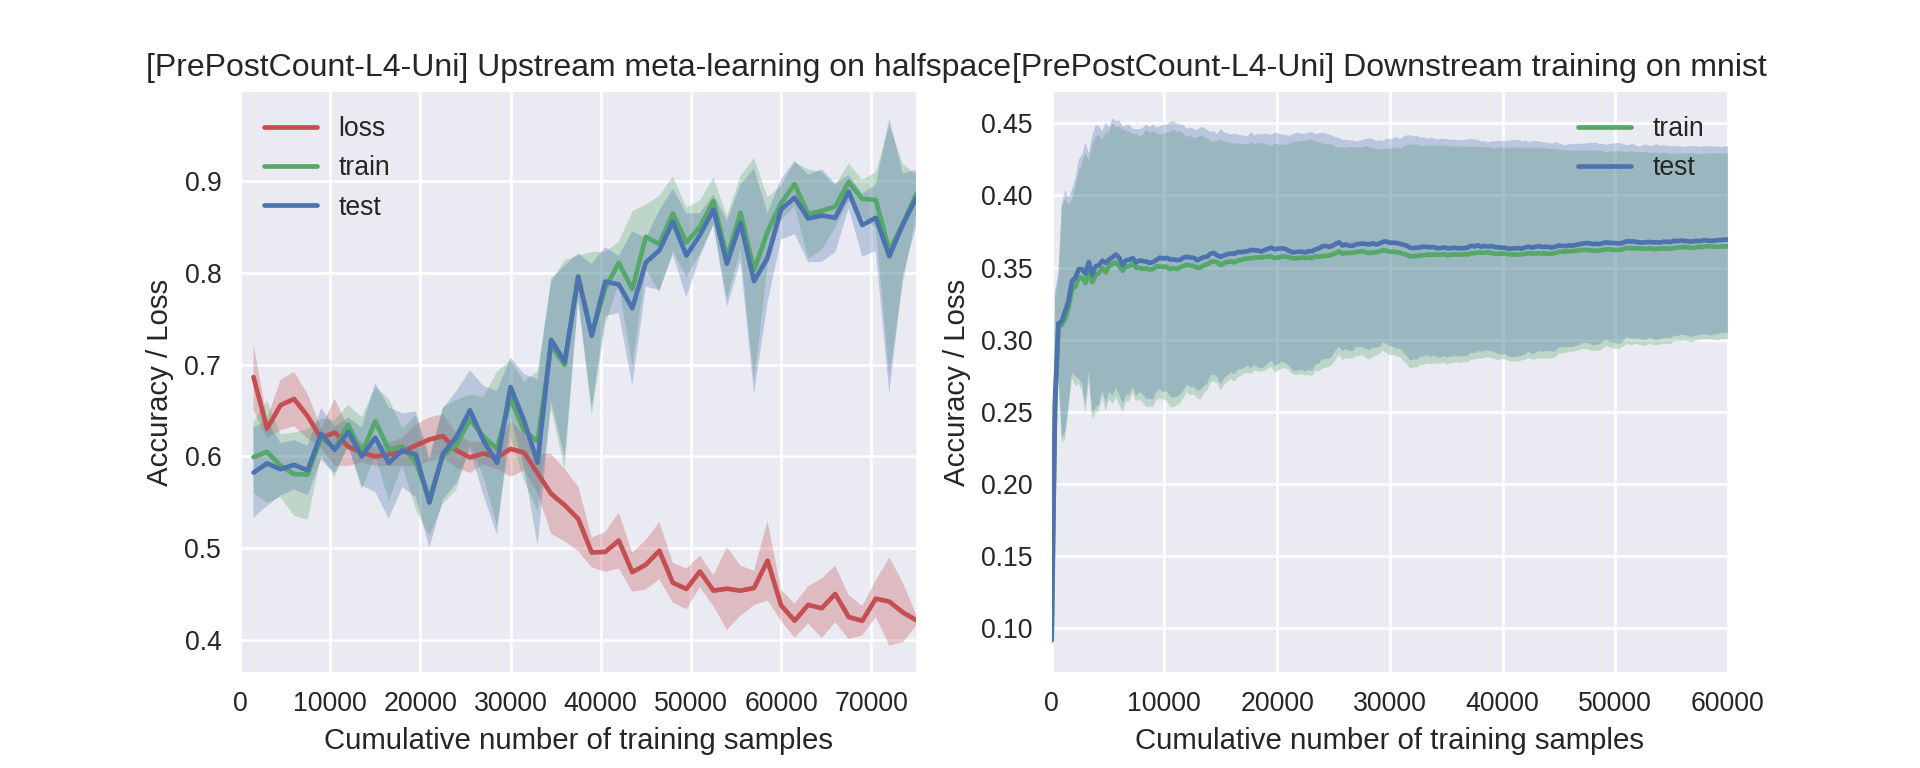 [PrePostCount-L4-Uni] Upstream meta-learning on halfspace
loss
train
test
0.9
0.8
0.7
0.6
0.5
0.4
Accuracy / Loss
0 10000 20000 30000 40000 50000 60000 70000
Cumulative number of training samples
[PrePostCount-L4-Uni] Downstream training on mnist
train
test
0.45
0.40
0.35
0.30
0.25
0.20
0.15
0.10
Accuracy / Loss
0 10000 20000 30000 40000 50000 60000
Cumulative number of training samples